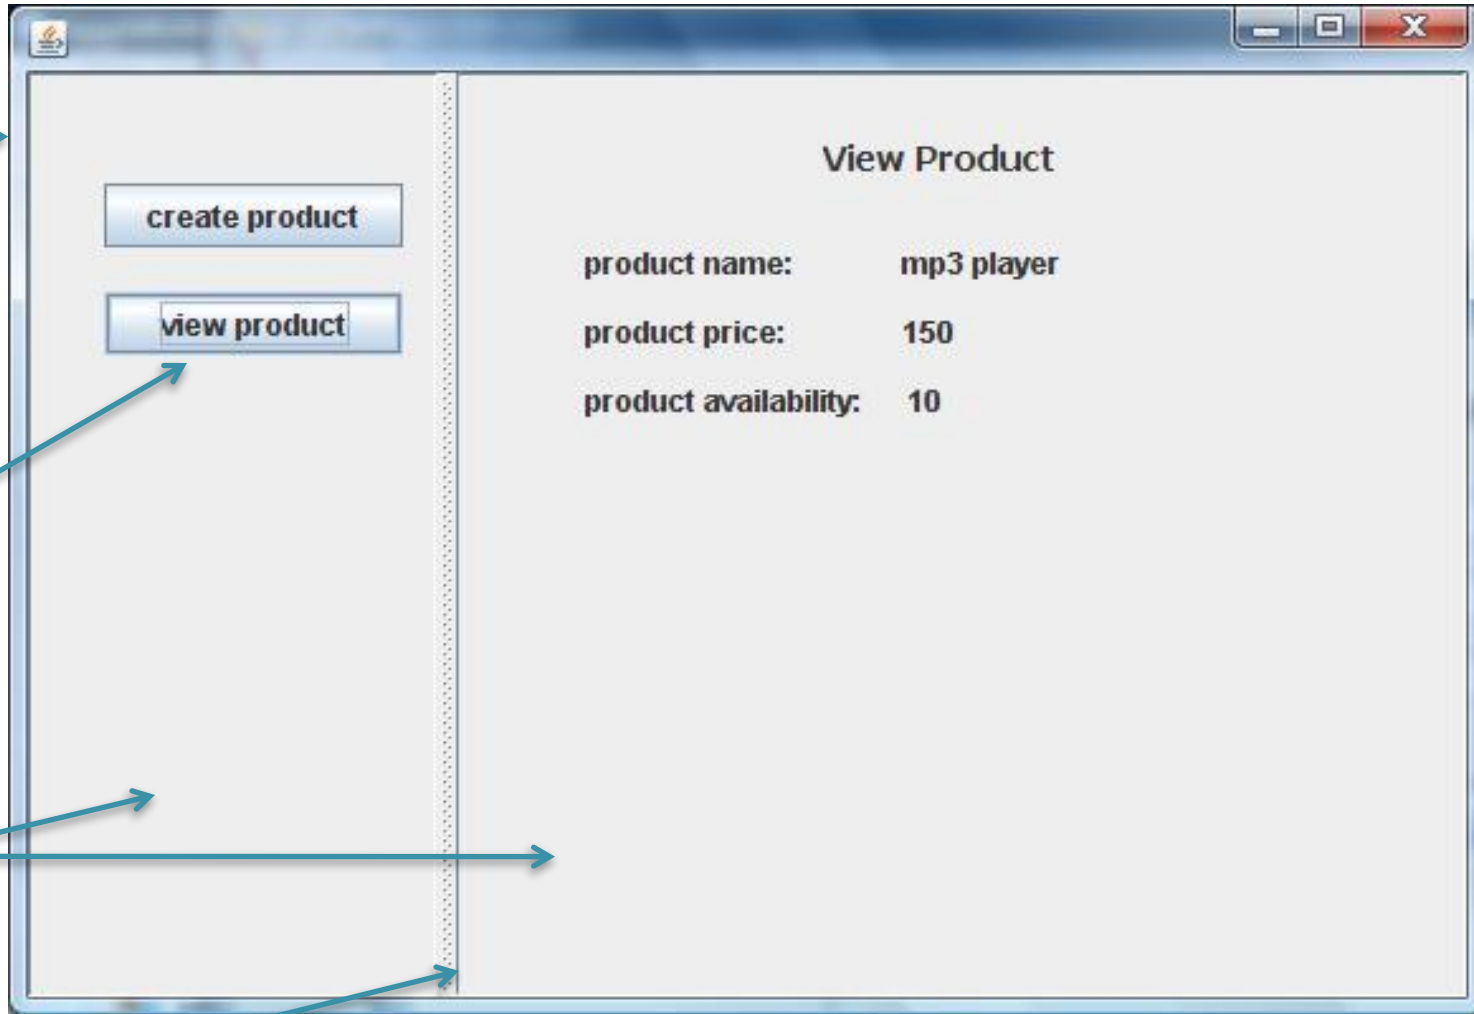 create product
view product
View Product
product name: mp3 player
product price: 150
product availability: 10